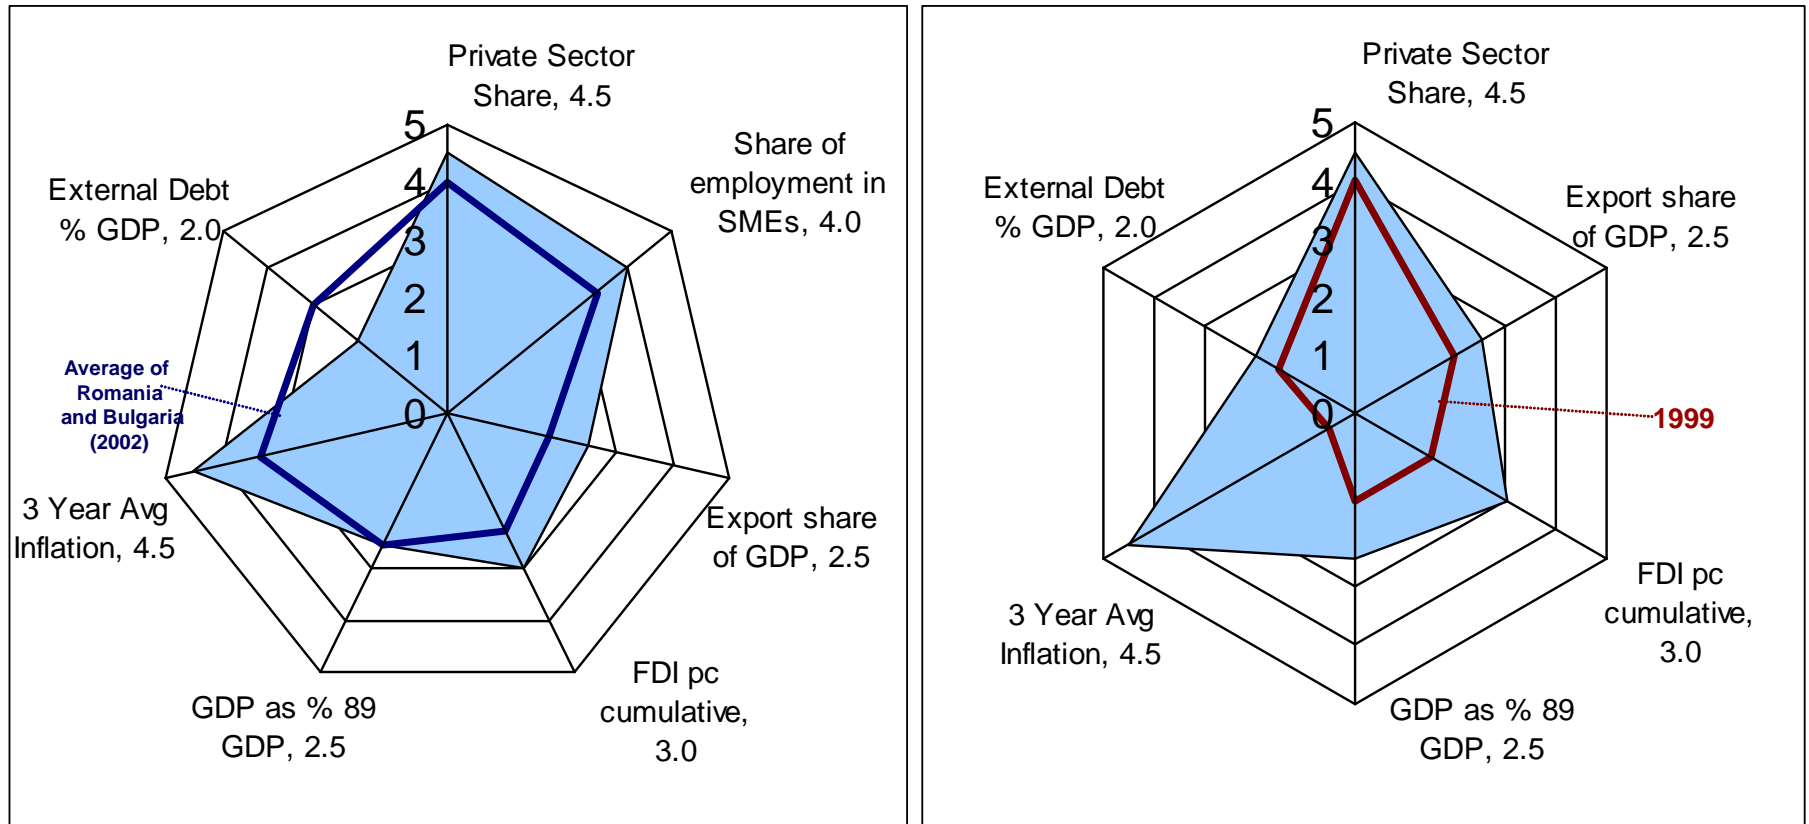 Private Sector
Share, 4.5
Share of
employment in
SMEs, 4.0
Export share
of GDP, 2.5
FDI pc
cumulative,
3.0
GDP as % 89
GDP, 2.5
3 Year Avg
Inflation, 4.5
External Debt
% GDP, 2.0
5
4
3
2
1
0
Average of
Romania
and Bulgaria
(2002)
Private Sector
Share, 4.5
Export share
of GDP, 2.5
FDI pc
cumulative,
3.0
GDP as % 89
GDP, 2.5
3 Year Avg
Inflation, 4.5
External Debt
% GDP, 2.0
5
4
3
2
1
0
1999